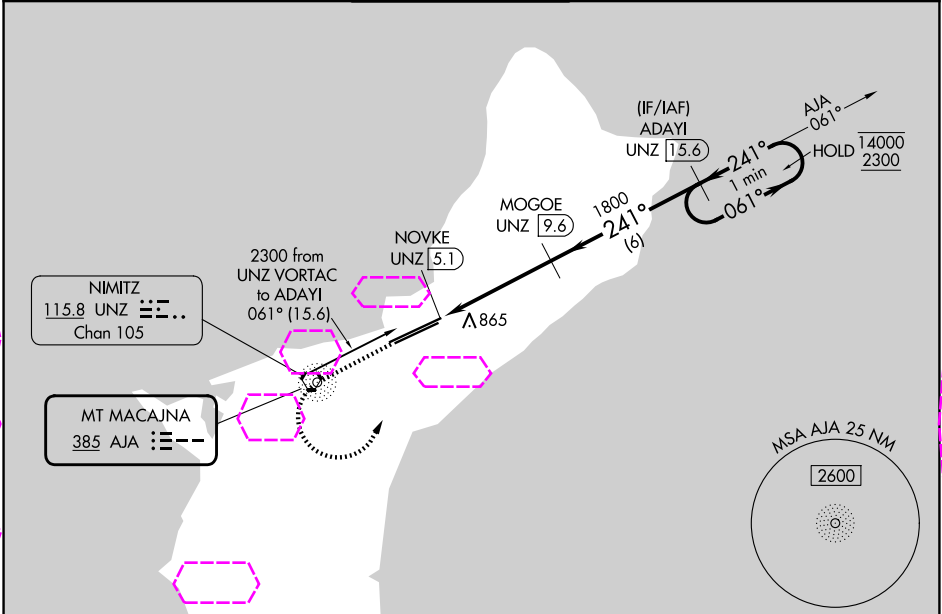 (IF/IAF)
ADAYI
UNZ 15.6
AJA
061°
241°
1 min
061°
HOLD
14000
2300
MOGOE
UNZ 9.6
1800
241°
(6)
NOVKE
UNZ 5.1
2300 from
UNZ VORTAC
to ADAYI
061° (15.6)
865
NIMITZ
115.8 UNZ
Chan 105
MT MACAJNA
385 AJA
MSA AJA 25 NM
2600